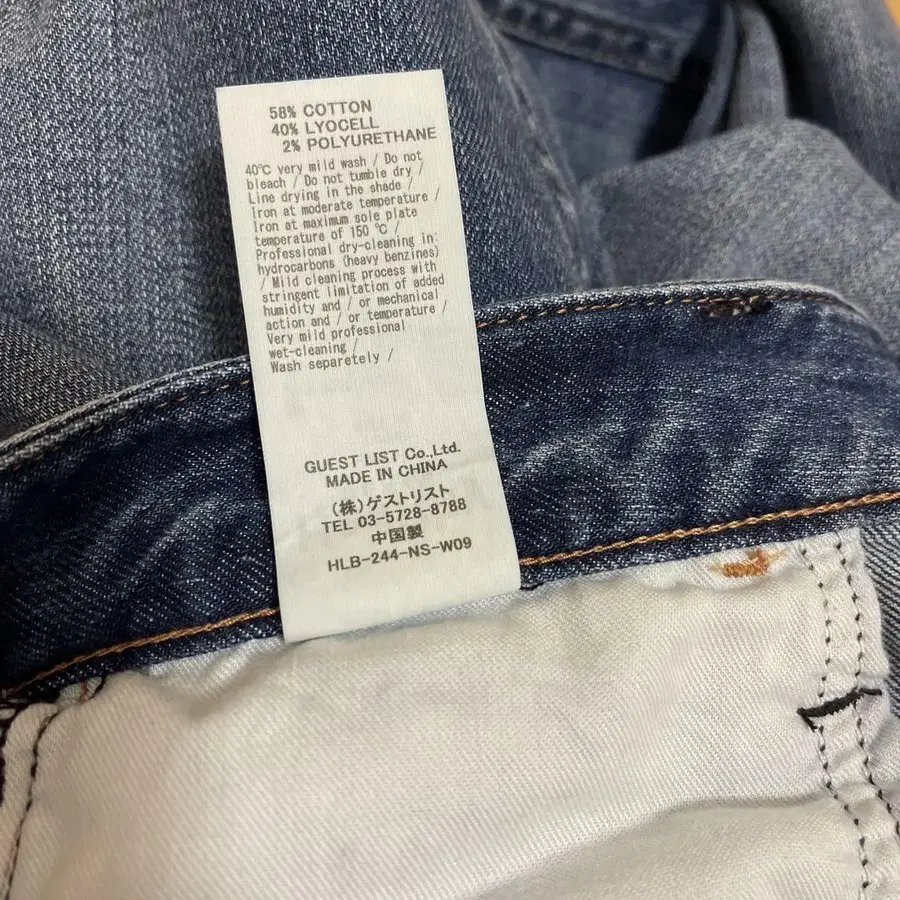 58% COTTON
40% LYOCELL
2% POLYURETHANE
40℃ very mild wash / Do not
bleach / Do not tumble dry /
Line drying in the shade /
Iron at moderate temperature /
Iron at maximum sole plate
temperature of 150 ℃ /
Professional dry-cleaning in:
hydrocarbons (heavy benzines)
/ Mild cleaning process with
stringent limitation of added
humidity and / or mechanical
action and / or temperature /
Very mild professional
wet-cleaning /
Wash separetely /
GUEST LIST Co.,Ltd.
MADE IN CHINA
(株)ゲストリスト
TEL 03-5728-8788
中国製
HLB-244-NS-W09